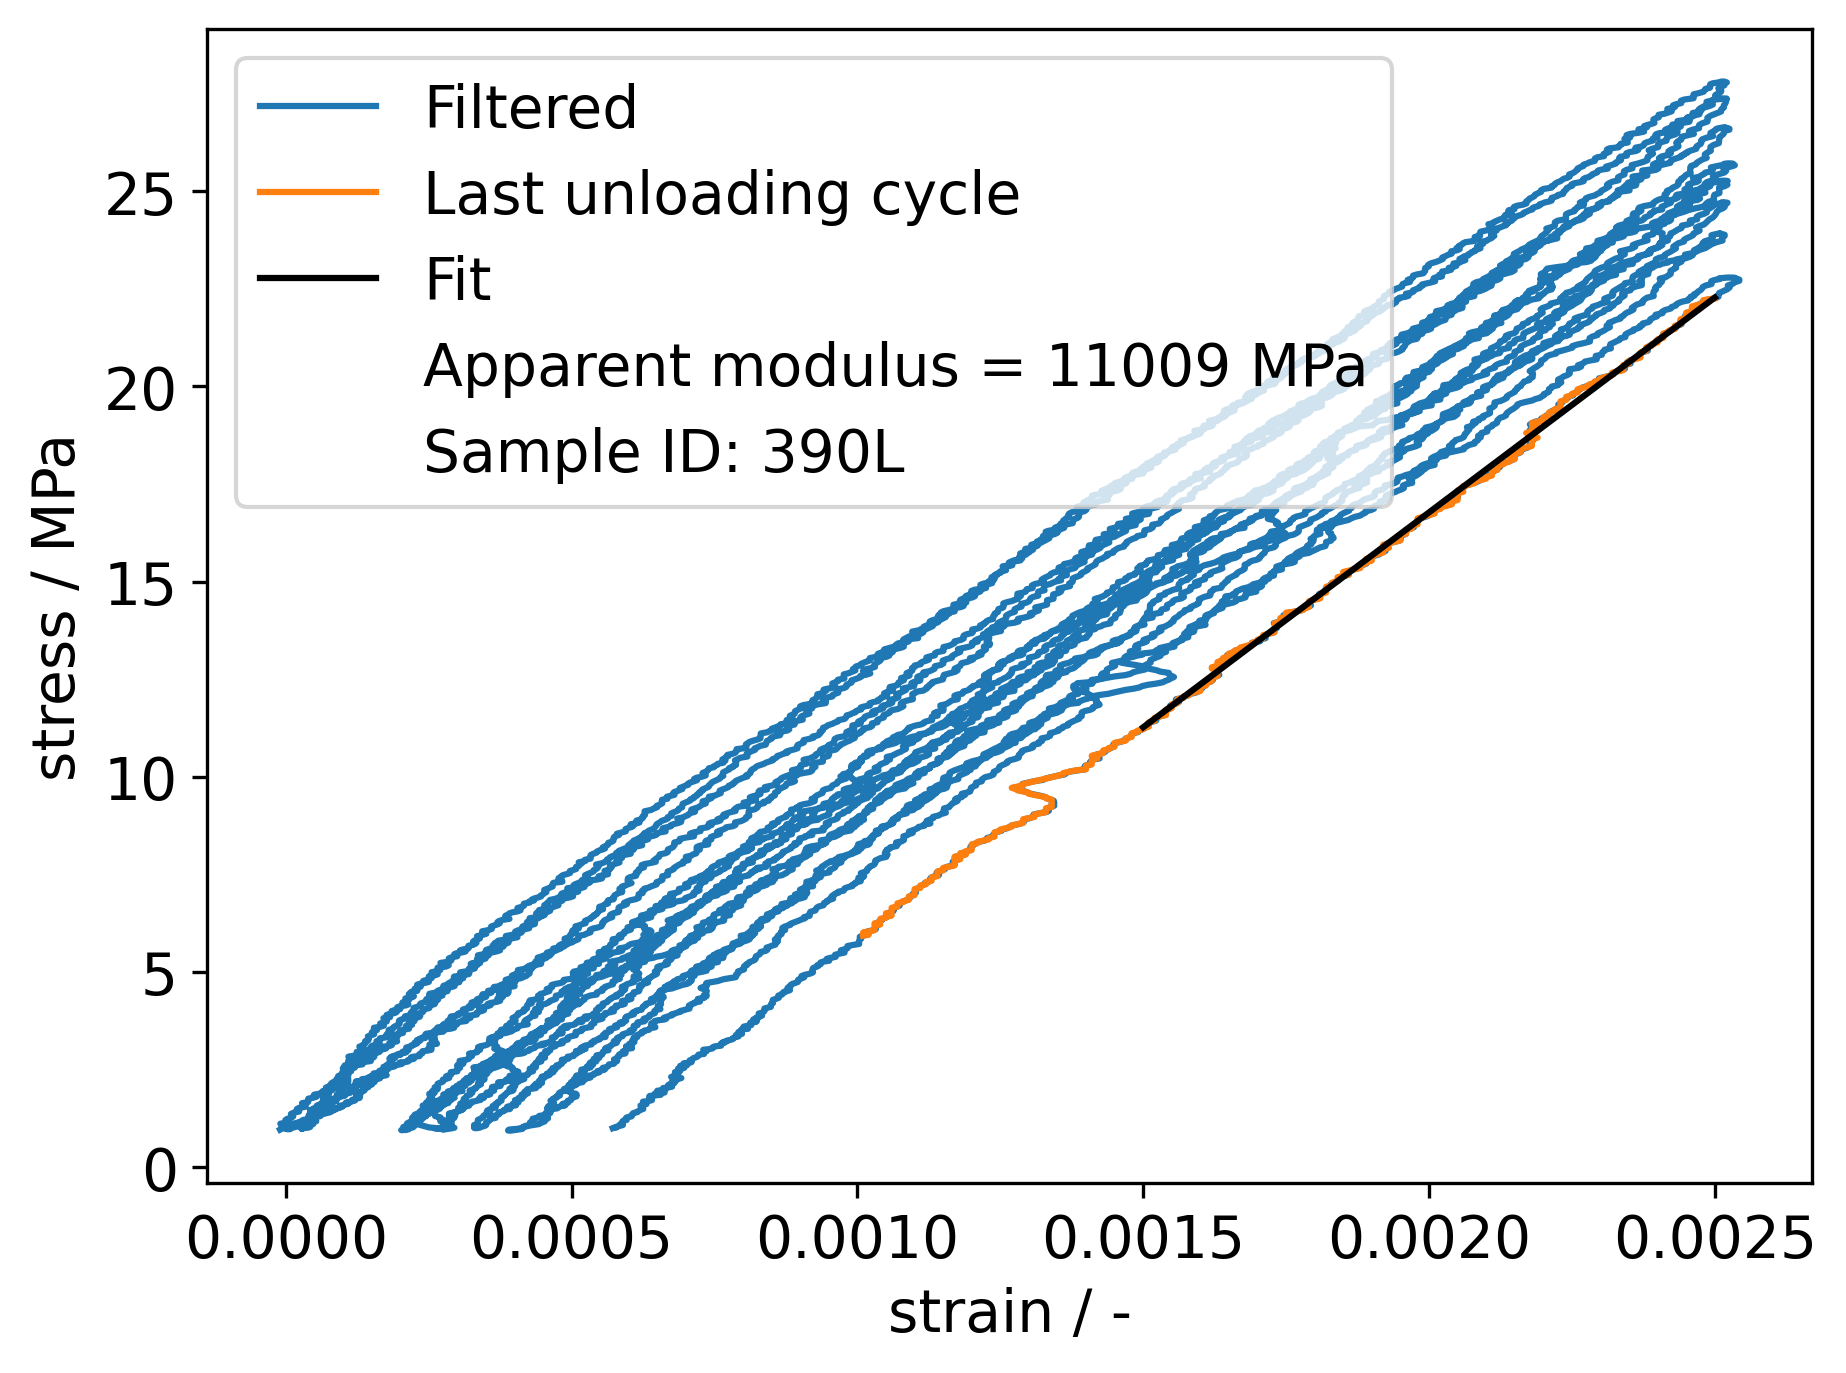 Filtered
Last unloading cycle
Fit
Apparent modulus = 11009 MPa
Sample ID: 390L
stress / MPa
25
20
15
10
5
0
0.0000 0.0005 0.0010 0.0015 0.0020 0.0025
strain / -